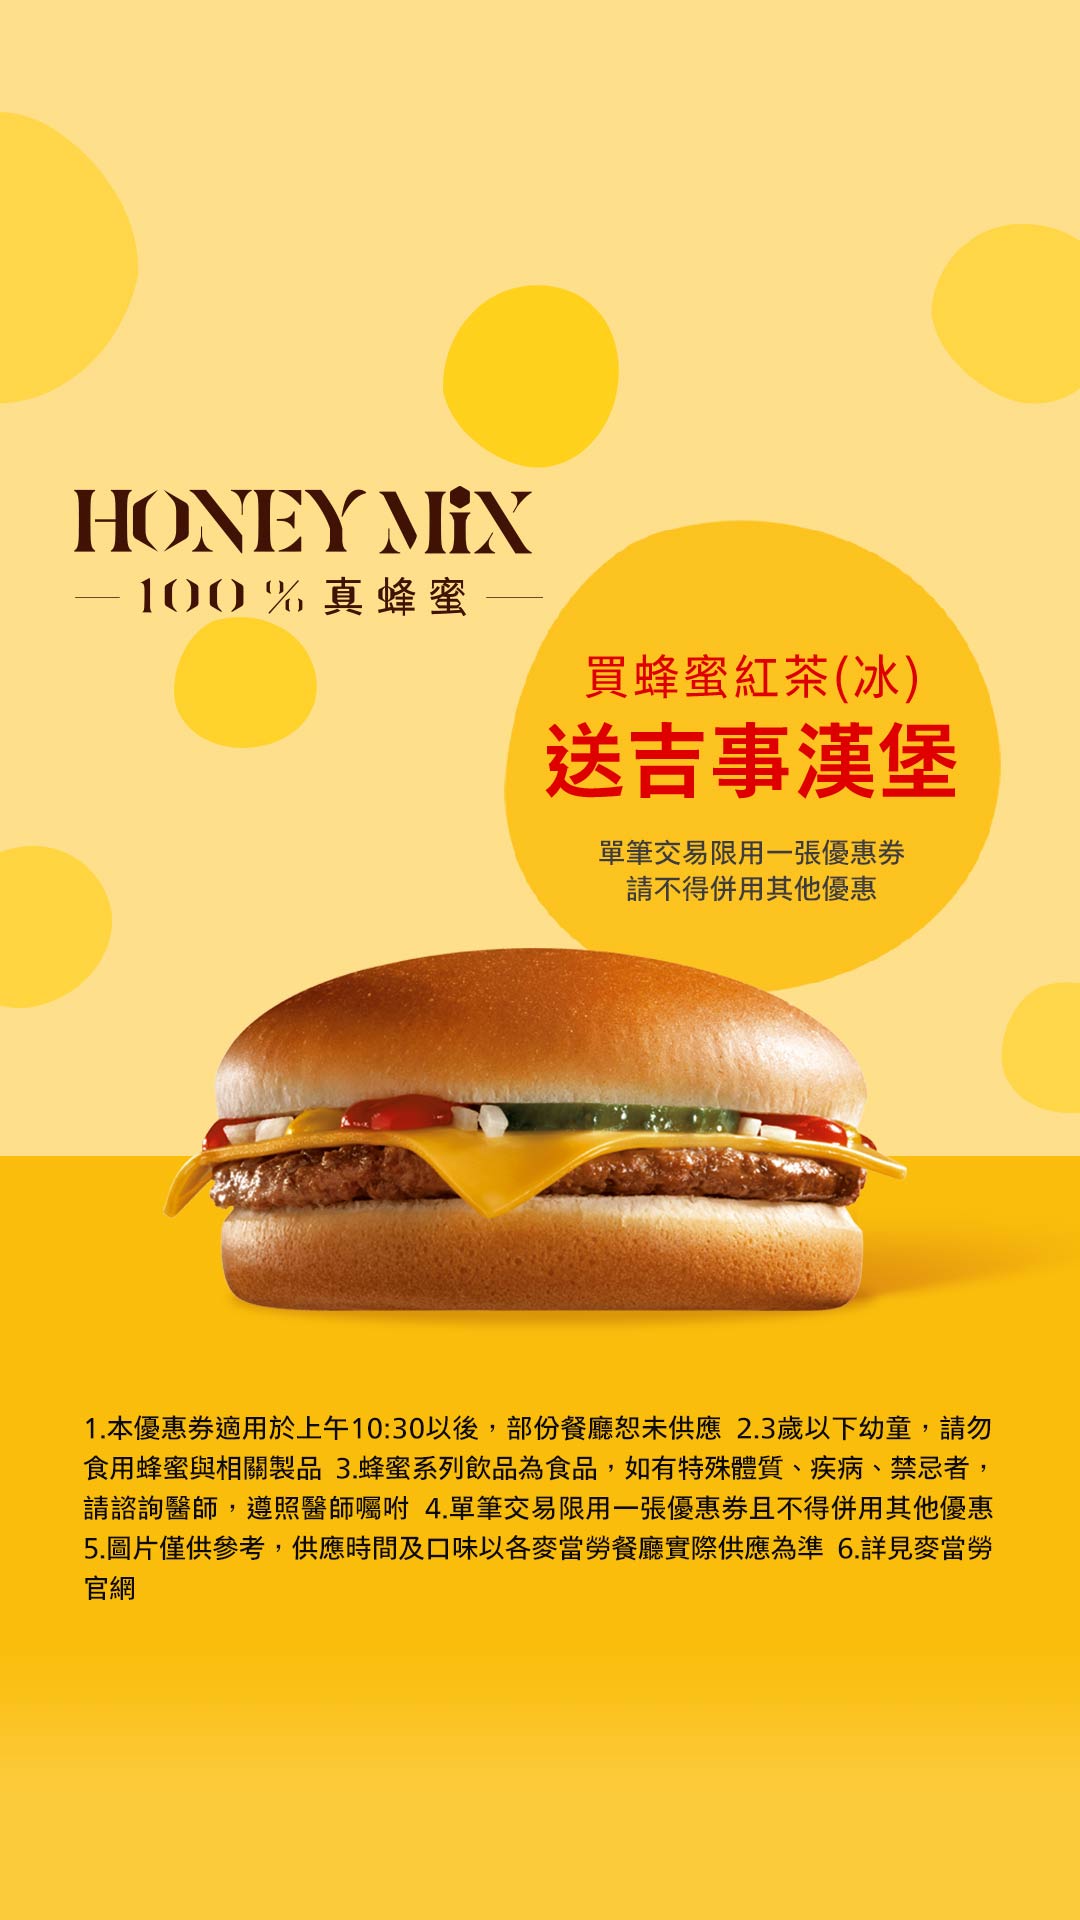 HONEY MiX
100%真蜂蜜
買蜂蜜紅茶(冰)
送吉事漢堡
單筆交易限用一張優惠券
請不得併用其他優惠
1.本優惠券適用於上午10:30以後，部份餐廳恕未供應 2.3歲以下幼童，請勿
食用蜂蜜與相關製品 3.蜂蜜系列飲品為食品，如有特殊體質、疾病、禁忌者，
請諮詢醫師，遵照醫師囑咐 4.單筆交易限用一張優惠券且不得併用其他優惠
5.圖片僅供參考，供應時間及口味以各麥當勞餐廳實際供應為準 6.詳見麥當勞
官網